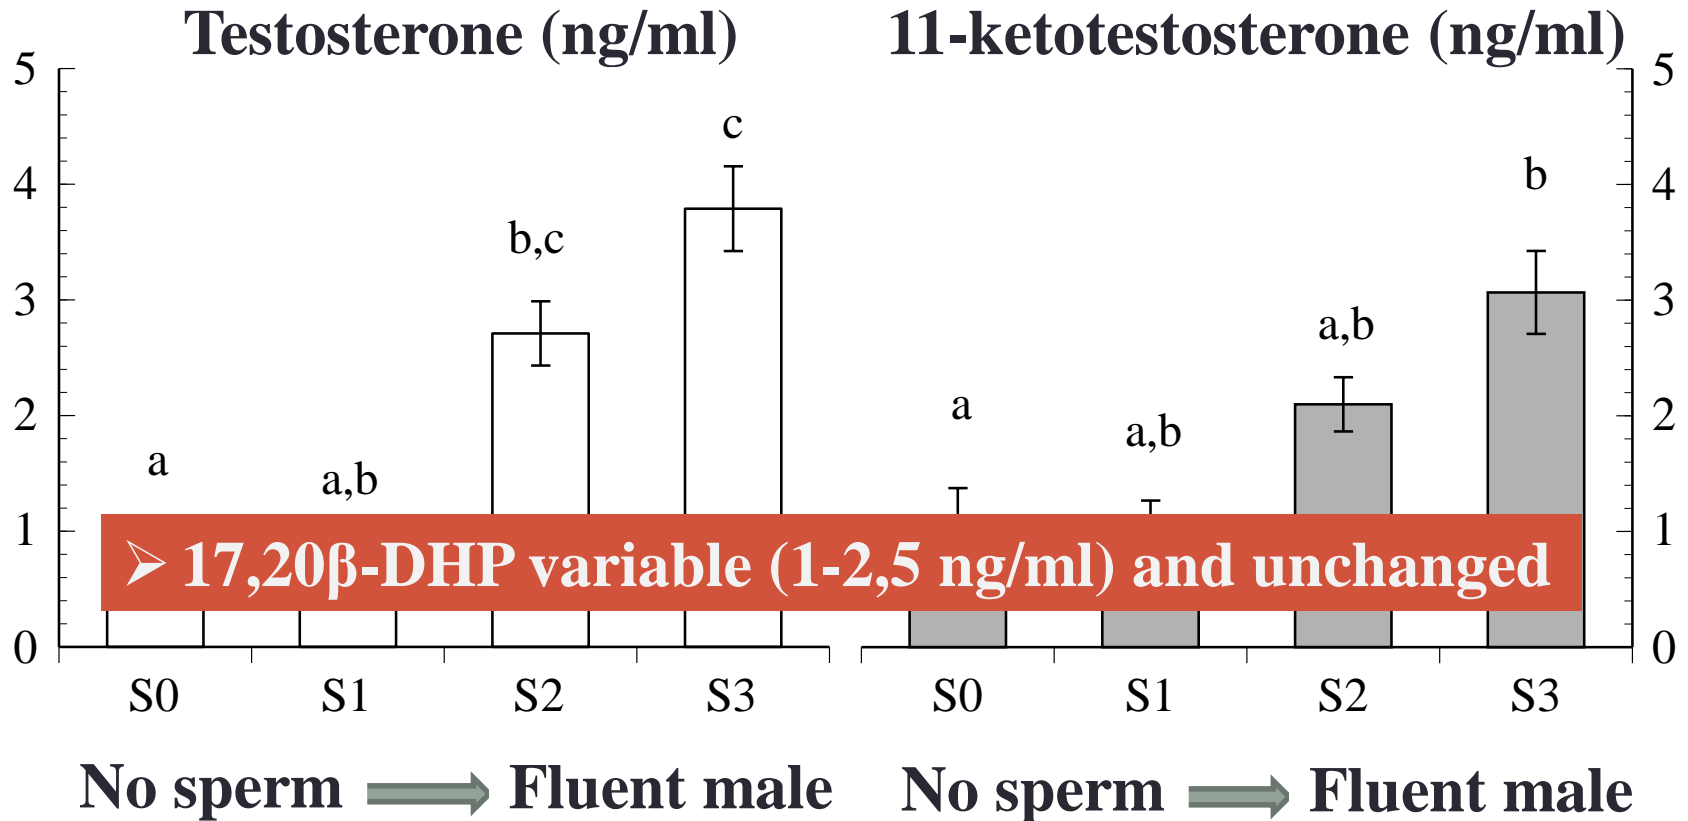 Testosterone (ng/ml)
11-ketotestosterone (ng/ml)
5
4
3
2
1
0
a
a,b
b,c
c
a
a,b
a,b
b
5
4
3
2
1
0
➢ 17,20β-DHP variable (1-2,5 ng/ml) and unchanged
S0 S1 S2 S3
S0 S1 S2 S3
No sperm Fluent male
No sperm Fluent male